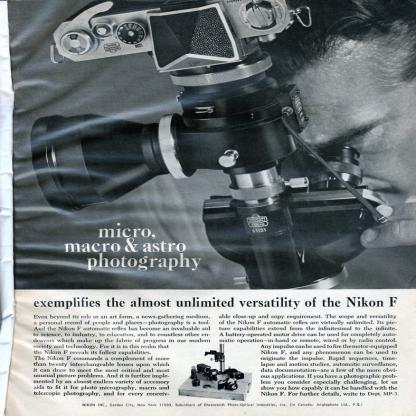 micro,
macro & astro
photography
exemplifies the almost unlimited versatility of the Nikon F
Even beyond its role as an art form, a news-gathering medium,
a personal record of people and places—photography is a tool.
And the Nikon F automatic reflex has become an invaluable aid
to science, to industry, to education, and to countless other en-
deavors which make up the fabric of progress in our modern
society and technology. For it is in this realm that
the Nikon F reveals its fullest capabilities.
The Nikon F commands a complement of more
than twenty interchangeable lenses upon which
it can draw to meet the most critical and most
unusual picture problems. And it is further imple-
mented by an almost endless variety of accessory
aids to fit it for photo micrography, macro and
telescopic photography, and for every conceiv-
able close-up and copy requirement. The scope and versatility
of the Nikon F automatic reflex are virtually unlimited. Its pic-
ture capabilities extend from the infinitesimal to the infinite.
A battery-operated motor drive can be used for completely auto-
matic operation—in-hand or remote, wired or by radio control.
Any impulse can be used to fire the motor-equipped
Nikon F, and any phenomenon can be used to
originate the impulse. Rapid sequences, time-
lapse and motion studies, automatic surveillance,
data documentation—are a few of the more obvi-
ous applications. If you have a photographic prob-
lem you consider especially challenging, let us
show you how capably it can be handled with the
Nikon F. For further details, write to Dept. MP-3.
NIKON INC., Garden City, New York 11533, Subsidiary of Ehrenreich Photo-Optical Industries, Inc. (In Canada: Anglophoto Ltd., P.Q.)